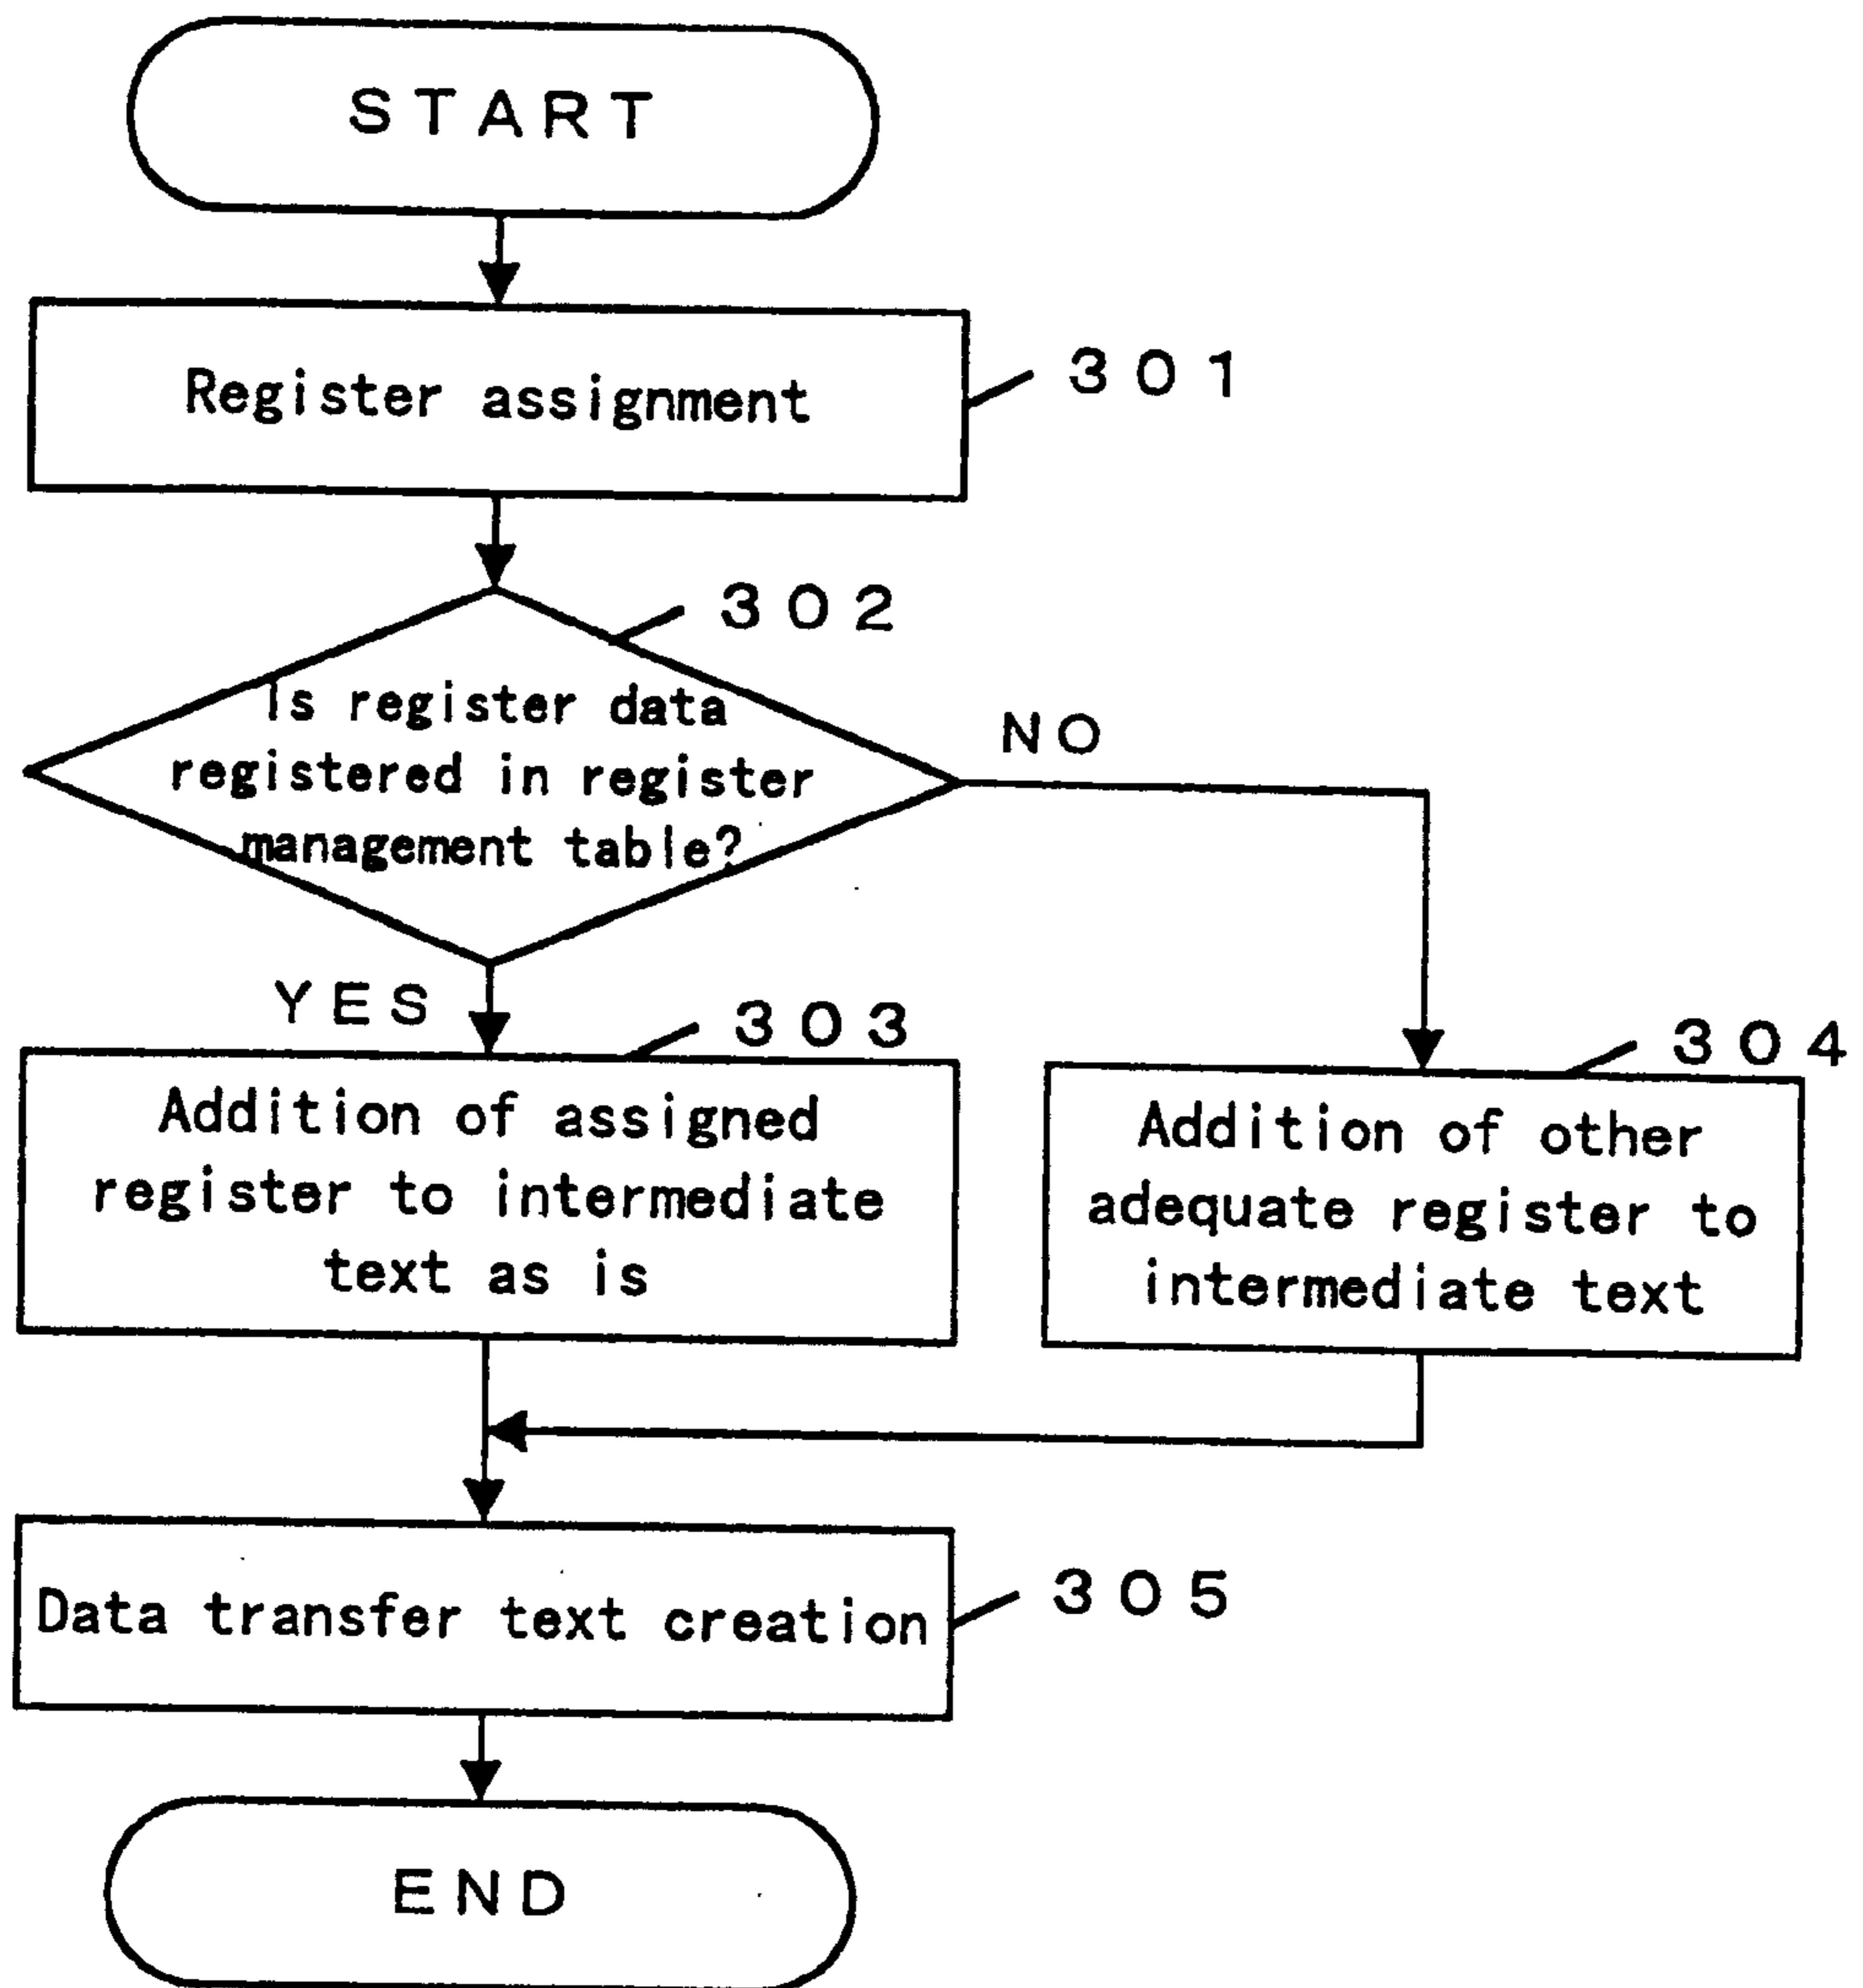 START
Register assignment
301
302
Is register data
registered in register
management table?
NO
YES
303
304
Addition of assigned
register to intermediate
text as is
Addition of other
adequate register to
intermediate text
Data transfer text creation
305
END